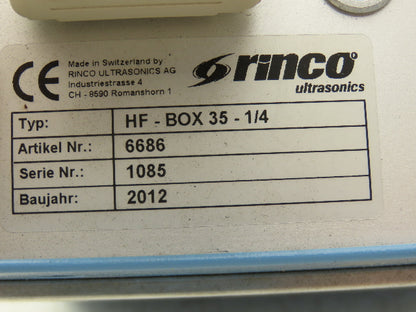 CE
Made in Switzerland by
RINCO ULTRASONICS AG
Industriestrasse 4
CH - 8590 Romanshorn 1
rinco®
ultrasonics
Typ: HF - BOX 35 - 1/4
Artikel Nr.: 6686
Serie Nr.: 1085
Baujahr: 2012